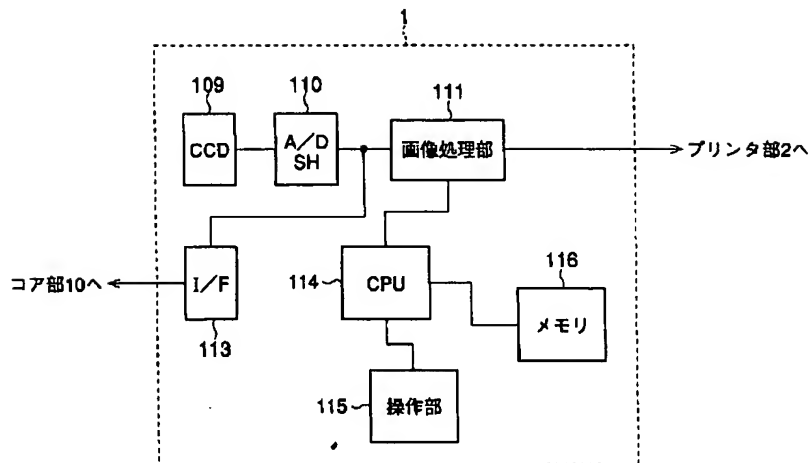 1
109
110
111
CCD
A/D
SH
画像処理部
プリンタ部2へ
コア部10へ
I/F
113
114
CPU
116
メモリ
115
操作部